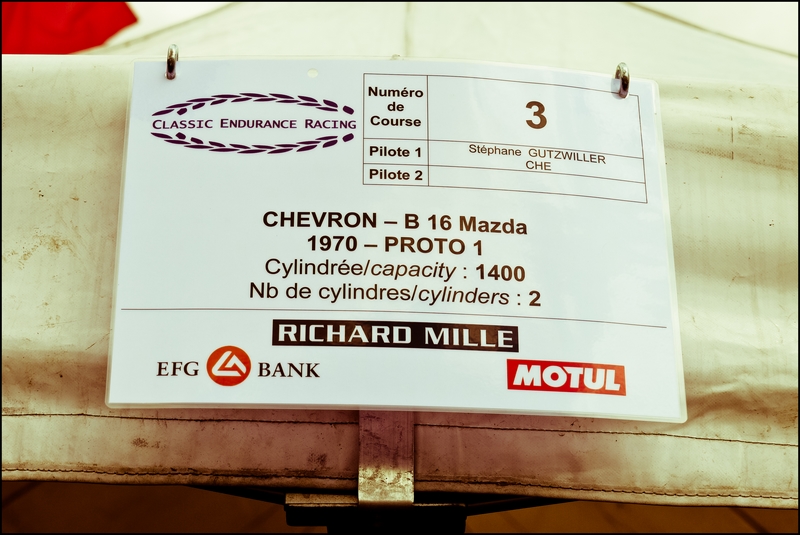 CLASSIC ENDURANCE RACING
Numéro
de
Course
3
Pilote 1
Stéphane GUTZWILLER
CHE
Pilote 2
CHEVRON – B 16 Mazda
1970 – PROTO 1
Cylindrée/capacity : 1400
Nb de cylindres/cylinders : 2
RICHARD MILLE
EFG BANK
MOTUL